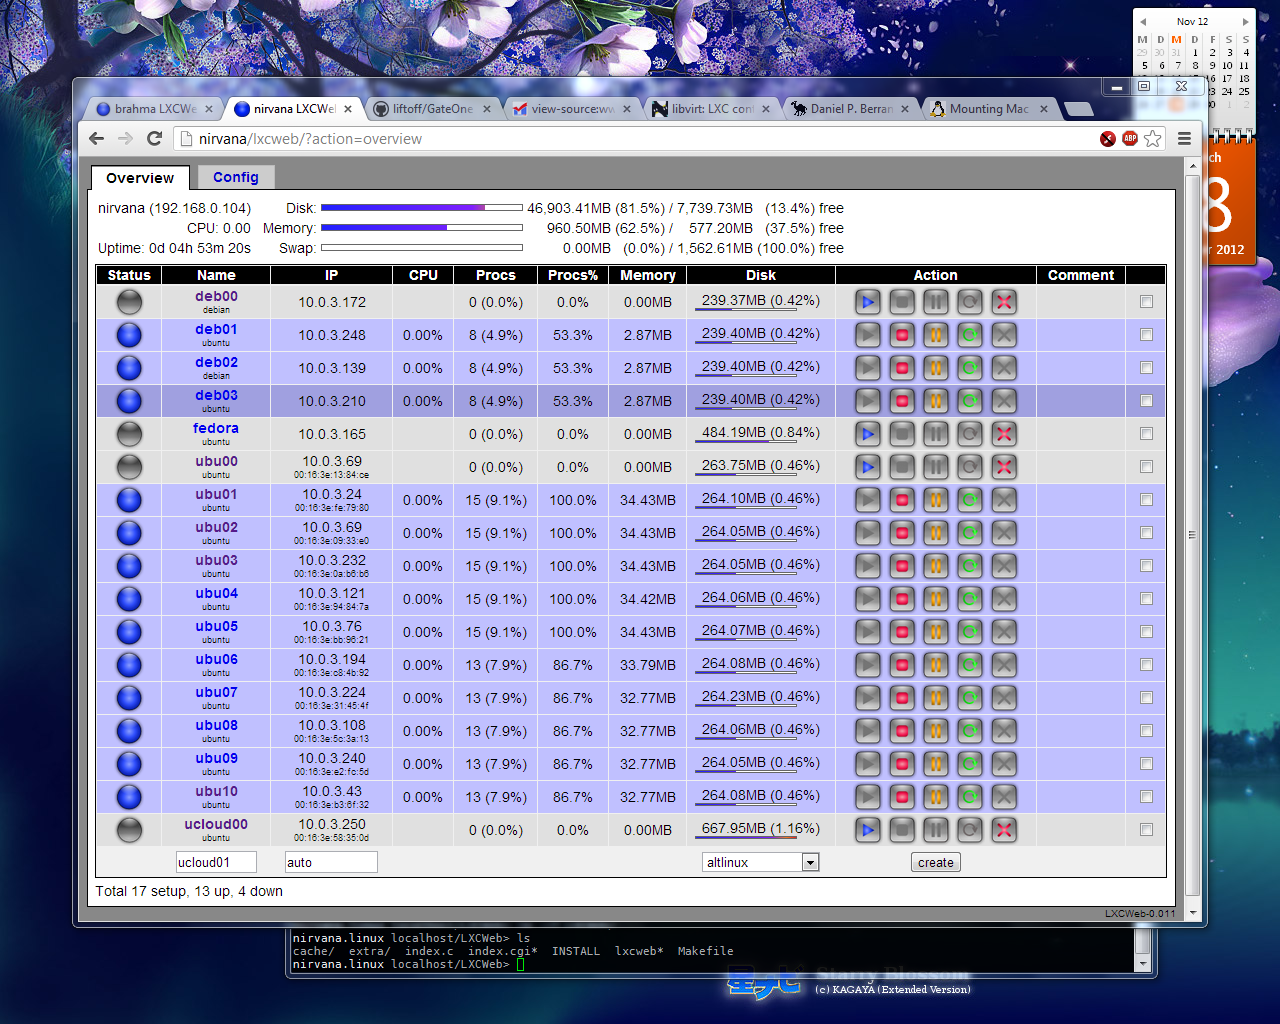 Nov 12
M T M D F S S
29 30 31 1 2 3 4
5 6 7 8 9 10 11
brahma LXCWe
nirvana LXCWeb
liftoff/GateOne
view-source:ww
libvirt: LXC cont
Daniel P. Berran
Mounting Mac
nirvana/lxcweb/?action=overview
ABP
Overview Config
nirvana (192.168.0.104) Disk: 46,903.41MB (81.5%) / 7,739.73MB (13.4%) free
CPU: 0.00 Memory: 960.50MB (62.5%) / 577.20MB (37.5%) free
Uptime: 0d 04h 53m 20s Swap: 0.00MB (0.0%) / 1,562.61MB (100.0%) free
Status Name IP CPU Procs Procs% Memory Disk Action Comment
deb00 10.0.3.172 0 (0.0%) 0.0% 0.00MB 239.37MB (0.42%)
debian
deb01 10.0.3.248 0.00% 8 (4.9%) 53.3% 2.87MB 239.40MB (0.42%)
ubuntu
deb02 10.0.3.139 0.00% 8 (4.9%) 53.3% 2.87MB 239.40MB (0.42%)
debian
deb03 10.0.3.210 0.00% 8 (4.9%) 53.3% 2.87MB 239.40MB (0.42%)
ubuntu
fedora 10.0.3.165 0 (0.0%) 0.0% 0.00MB 484.19MB (0.84%)
ubuntu
ubu00 10.0.3.69 0 (0.0%) 0.0% 0.00MB 263.75MB (0.46%)
ubuntu 00:16:3e:13:84:ce
ubu01 10.0.3.24 0.00% 15 (9.1%) 100.0% 34.43MB 264.10MB (0.46%)
ubuntu 00:16:3e:fe:79:80
ubu02 10.0.3.69 0.00% 15 (9.1%) 100.0% 34.43MB 264.05MB (0.46%)
ubuntu 00:16:3e:09:33:e0
ubu03 10.0.3.232 0.00% 15 (9.1%) 100.0% 34.43MB 264.05MB (0.46%)
ubuntu 00:16:3e:0a:b6:b6
ubu04 10.0.3.121 0.00% 15 (9.1%) 100.0% 34.42MB 264.06MB (0.46%)
ubuntu 00:16:3e:94:84:7a
ubu05 10.0.3.76 0.00% 15 (9.1%) 100.0% 34.43MB 264.07MB (0.46%)
ubuntu 00:16:3e:bb:96:21
ubu06 10.0.3.194 0.00% 13 (7.9%) 86.7% 33.79MB 264.08MB (0.46%)
ubuntu 00:16:3e:c8:4b:92
ubu07 10.0.3.224 0.00% 13 (7.9%) 86.7% 32.77MB 264.23MB (0.46%)
ubuntu 00:16:3e:31:45:4f
ubu08 10.0.3.108 0.00% 13 (7.9%) 86.7% 32.77MB 264.06MB (0.46%)
ubuntu 00:16:3e:5c:3a:13
ubu09 10.0.3.240 0.00% 13 (7.9%) 86.7% 32.77MB 264.05MB (0.46%)
ubuntu 00:16:3e:e2:fc:5d
ubu10 10.0.3.43 0.00% 13 (7.9%) 86.7% 32.77MB 264.08MB (0.46%)
ubuntu 00:16:3e:b3:6f:32
ucloud00 10.0.3.250 0 (0.0%) 0.0% 0.00MB 667.95MB (1.16%)
ubuntu 00:16:3e:58:35:0d
ucloud01 auto altlinux create
Total 17 setup, 13 up, 4 down
LXCWeb-0.011
nirvana.linux localhost/LXCWeb> ls
cache/ extra/ index.c index.cgi* INSTALL lxcweb* Makefile
nirvana.linux localhost/LXCWeb>
星ナビ Starry Blossom
(c) KAGAYA (Extended Version)